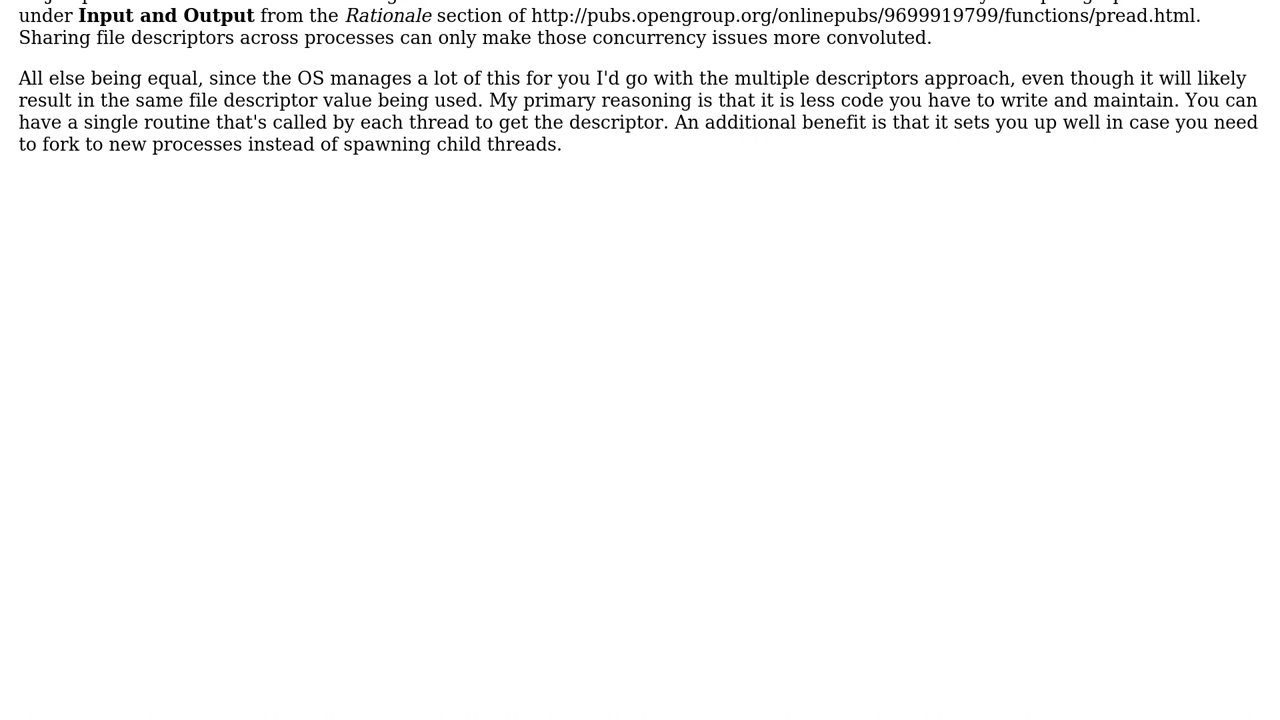 under Input and Output from the Rationale section of http://pubs.opengroup.org/onlinepubs/9699919799/functions/pread.html.
Sharing file descriptors across processes can only make those concurrency issues more convoluted.
All else being equal, since the OS manages a lot of this for you I'd go with the multiple descriptors approach, even though it will likely
result in the same file descriptor value being used. My primary reasoning is that it is less code you have to write and maintain. You can
have a single routine that's called by each thread to get the descriptor. An additional benefit is that it sets you up well in case you need
to fork to new processes instead of spawning child threads.